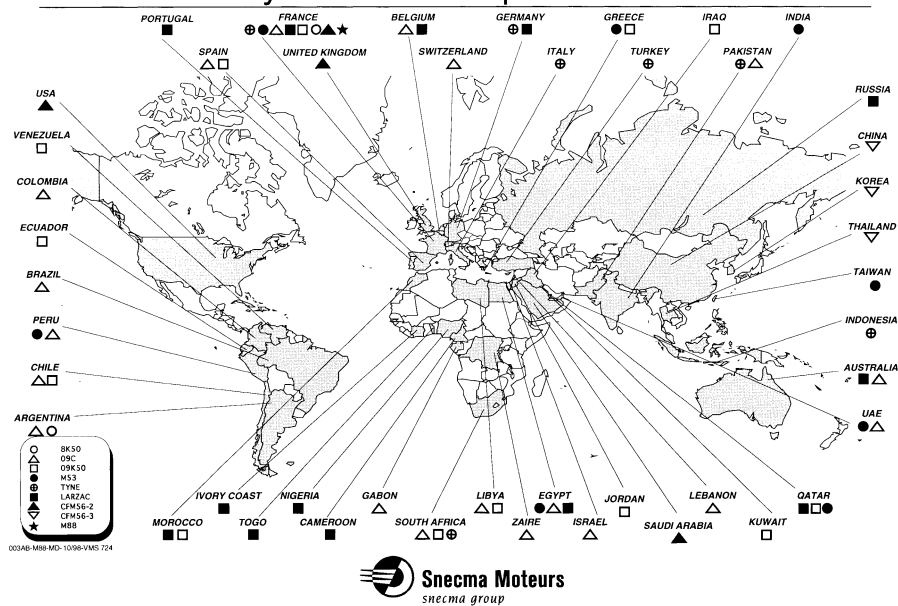 PORTUGAL
FRANCE
BELGIUM
GERMANY
GREECE
IRAQ
INDIA
SPAIN
UNITED KINGDOM
SWITZERLAND
ITALY
TURKEY
PAKISTAN
USA
RUSSIA
VENEZUELA
CHINA
COLOMBIA
KOREA
ECUADOR
THAILAND
BRAZIL
TAIWAN
PERU
INDONESIA
CHILE
AUSTRALIA
ARGENTINA
UAE
8K50
09C
09K50
M53
TYNE
LARZAC
CFM56-2
CFM56-3
M88
003AB-M88-MD- 10/98-VMS 724
IVORY COAST
NIGERIA
GABON
LIBYA
EGYPT
JORDAN
LEBANON
QATAR
MOROCCO
TOGO
CAMEROON
SOUTH AFRICA
ZAIRE
ISRAEL
SAUDI ARABIA
KUWAIT
Snecma Moteurs
snecma group